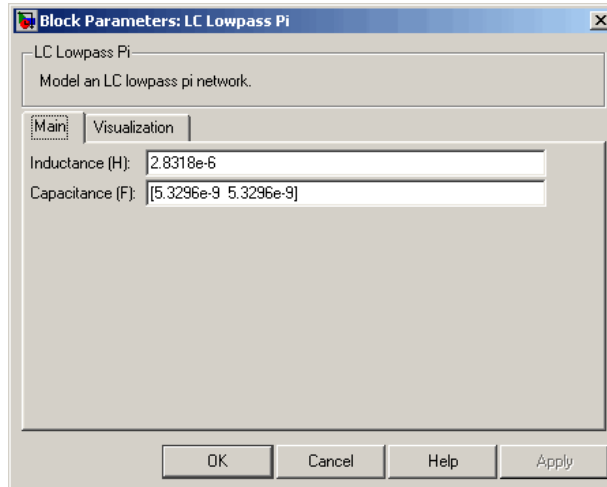 Block Parameters: LC Lowpass Pi
LC Lowpass Pi
Model an LC lowpass pi network.
Main Visualization
Inductance (H): 2.8318e-6
Capacitance (F): [5.3296e-9 5.3296e-9]
OK Cancel Help Apply